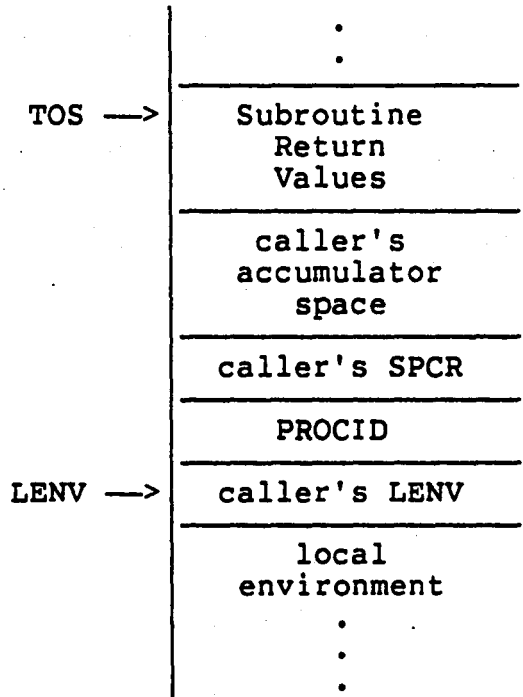 TOS —> Subroutine
Return
Values
caller's
accumulator
space
caller's SPCR
PROCID
LENV —> caller's LENV
local
environment